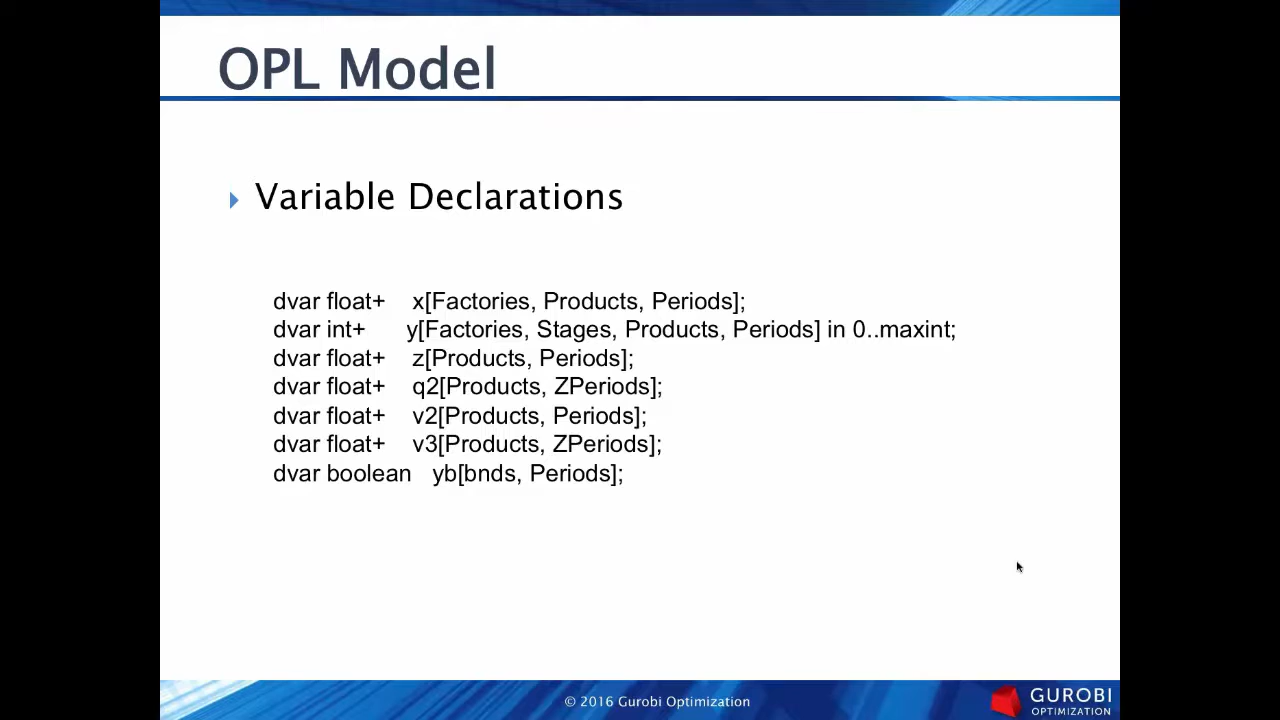 OPL Model
Variable Declarations
dvar float+ x[Factories, Products, Periods];
dvar int+ y[Factories, Stages, Products, Periods] in 0..maxint;
dvar float+ z[Products, Periods];
dvar float+ q2[Products, ZPeriods];
dvar float+ v2[Products, Periods];
dvar float+ v3[Products, ZPeriods];
dvar boolean yb[bnds, Periods];
© 2016 Gurobi Optimization
GUROBI
OPTIMIZATION